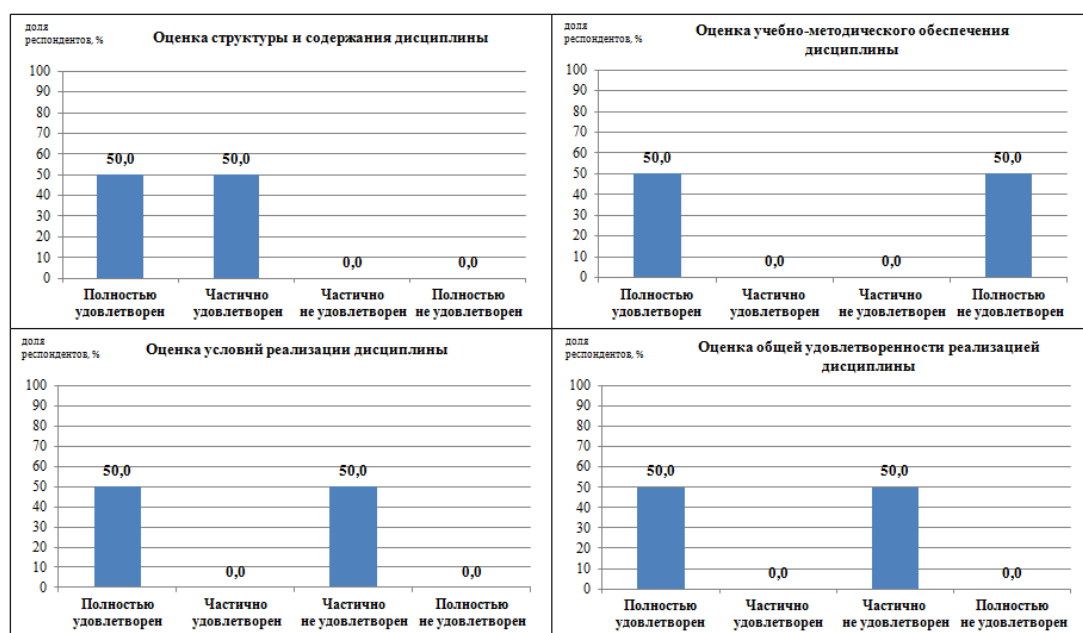 доля
респондентов, %
Оценка структуры и содержания дисциплины
100
90
80
70
60
50
40
30
20
10
0
50,0
50,0
0,0
0,0
Полностью
удовлетворен
Частично
удовлетворен
Частично
не удовлетворен
Полностью
не удовлетворен
доля
респондентов, %
Оценка учебно-методического обеспечения
дисциплины
100
90
80
70
60
50
40
30
20
10
0
50,0
0,0
0,0
50,0
Полностью
удовлетворен
Частично
удовлетворен
Частично
не удовлетворен
Полностью
не удовлетворен
доля
респондентов, %
Оценка условий реализации дисциплины
100
90
80
70
60
50
40
30
20
10
0
50,0
0,0
50,0
0,0
Полностью
удовлетворен
Частично
удовлетворен
Частично
не удовлетворен
Полностью
не удовлетворен
доля
респондентов, %
Оценка общей удовлетворенности реализацией
дисциплины
100
90
80
70
60
50
40
30
20
10
0
50,0
0,0
50,0
0,0
Полностью
удовлетворен
Частично
удовлетворен
Частично
не удовлетворен
Полностью
не удовлетворен